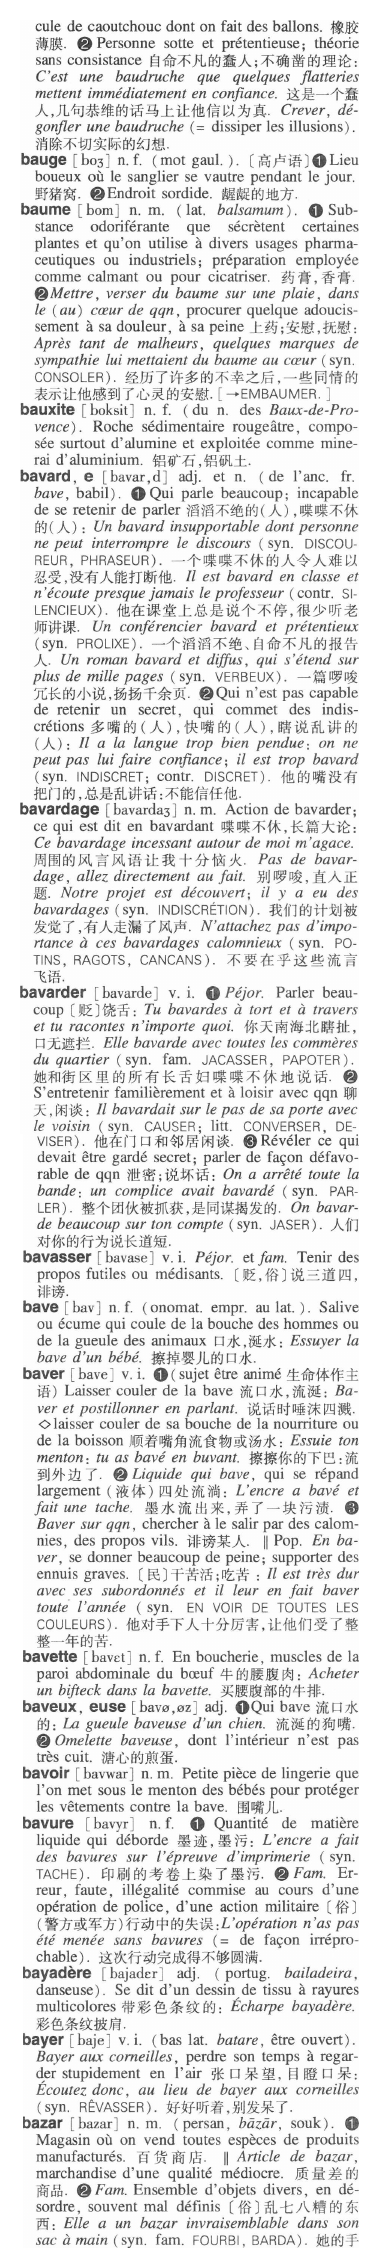 cule de caoutchouc dont on fait des ballons. 橡胶
薄膜. ❷ Personne sotte et prétentieuse; théorie
sans consistance 自命不凡的蠢人;不确凿的理论:
C'est une baudruche que quelques flatteries
mettent immédiatement en confiance. 这是一个蠢
人,几句恭维的话马上让他信以为真. Crever, dé-
gonfler une baudruche (= dissiper les illusions).
消除不切实际的幻想.
bauge [boʒ] n. f. (mot gaul.). [高卢语]❶ Lieu
boueux où le sanglier se vautre pendant le jour.
野猪窝. ❷ Endroit sordide. 龌龊的地方.
baume [bom] n. m. (lat. balsamum). ❶ Sub-
stance odoriférante que sécrètent certaines
plantes et qu'on utilise à divers usages pharma-
ceutiques ou industriels; préparation employée
comme calmant ou pour cicatriser. 药膏,香膏.
❷ Mettre, verser du baume sur une plaie, dans
le (au) cœur de qqn, procurer quelque adoucis-
sement à sa douleur, à sa peine 上药;安慰,抚慰:
Après tant de malheurs, quelques marques de
sympathie lui mettaient du baume au cœur (syn.
CONSOLER). 经历了许多的不幸之后,一些同情的
表示让他感到了心灵的安慰. [→EMBAUMER.]
bauxite [boksit] n. f. (du n. des Baux-de-Pro-
vence). Roche sédimentaire rougeâtre, compo-
sée surtout d'alumine et exploitée comme mine-
rai d'aluminium. 铝矿石,铝矾土.
bavard, e [bavar,d] adj. et n. (de l'anc. fr.
bave, babil). ❶ Qui parle beaucoup; incapable
de se retenir de parler 滔滔不绝的(人),喋喋不休
的(人): Un bavard insupportable dont personne
ne peut interrompre le discours (syn. DISCOU-
REUR, PHRASEUR). 一个喋喋不休的人令人难以
忍受,没有人能打断他. Il est bavard en classe et
n'écoute presque jamais le professeur (contr. SI-
LENCIEUX). 他在课堂上总是说个不停,很少听老
师讲课. Un conférencier bavard et prétentieux
(syn. PROLIXE). 一个滔滔不绝、自命不凡的报告
人. Un roman bavard et diffus, qui s'étend sur
plus de mille pages (syn. VERBEUX). 一篇啰唆
冗长的小说,扬扬千余页. ❷ Qui n'est pas capable
de retenir un secret, qui commet des indis-
crétions 多嘴的(人),快嘴的(人),瞎说乱讲的
(人): Il a la langue trop bien pendue: on ne
peut pas lui faire confiance; il est trop bavard
(syn. INDISCRET; contr. DISCRET). 他的嘴没有
把门的,总是乱讲话:不能信任他.
bavardage [bavardaʒ] n. m. Action de bavarder;
ce qui est dit en bavardant 喋喋不休,长篇大论:
Ce bavardage incessant autour de moi m'agace.
周围的风言风语让我十分恼火. Pas de bavar-
dage, allez directement au fait. 别啰唆,直入正
题. Notre projet est découvert; il y a eu des
bavardages (syn. INDISCRÉTION). 我们的计划被
发觉了,有人走漏了风声. N'attachez pas d'impo-
rtance à ces bavardages calomnieux (syn. PO-
TINS, RAGOTS, CANCANS). 不要在乎这些流言
飞语.
bavarder [bavarde] v. i. ❶ Péjor. Parler beau-
coup [贬]饶舌: Tu bavardes à tort et à travers
et tu racontes n'importe quoi. 你天南海北瞎扯,
口无遮拦. Elle bavarde avec toutes les commères
du quartier (syn. fam. JACASSER, PAPOTER).
她和街区里的所有长舌妇喋喋不休地说话. ❷
S'entretenir familièrement et à loisir avec qqn 聊
天,闲谈: Il bavardait sur le pas de sa porte avec
le voisin (syn. CAUSER; litt. CONVERSER, DE-
VISER). 他在门口和邻居闲谈. ❸ Révéler ce qui
devait être gardé secret; parler de façon défavo-
rable de qqn 泄密;说坏话: On a arrêté toute la
bande: un complice avait bavardé (syn. PAR-
LER). 整个团伙被抓获,是同谋揭发的. On bavar-
de beaucoup sur ton compte (syn. JASER). 人们
对你的行为说长道短.
bavasser [bavase] v. i. Péjor. et fam. Tenir des
propos futiles ou médisants. [贬,俗]说三道四,
诽谤.
bave [bav] n. f. (onomat. empr. au lat.). Salive
ou écume qui coule de la bouche des hommes ou
de la gueule des animaux 口水,涎水: Essuyer la
bave d'un bébé. 擦掉婴儿的口水.
baver [bave] v. i. ❶ (sujet être animé 生命体作主
语) Laisser couler de la bave 流口水,流涎: Ba-
ver et postillonner en parlant. 说话时唾沫四溅.
◇laisser couler de sa bouche de la nourriture ou
de la boisson 顺着嘴角流食物或汤水: Essuie ton
menton: tu as bavé en buvant. 擦擦你的下巴:流
到外边了. ❷ Liquide qui bave, qui se répand
largement (液体)四处流淌: L'encre a bavé et
fait une tache. 墨水流出来,弄了一块污渍. ❸
Baver sur qqn, chercher à le salir par des calom-
nies, des propos vils. 诽谤某人. ‖ Pop. En ba-
ver, se donner beaucoup de peine; supporter des
ennuis graves. [民]干苦活;吃苦 : Il est très dur
avec ses subordonnés et il leur en fait baver
toute l'année (syn. EN VOIR DE TOUTES LES
COULEURS). 他对手下人十分厉害,让他们受了整
整一年的苦.
bavette [bavɛt] n. f. En boucherie, muscles de la
paroi abdominale du bœuf 牛的腰腹肉: Acheter
un bifteck dans la bavette. 买腰腹部的牛排.
baveux, euse [bavø,øz] adj. ❶ Qui bave 流口水
的: La gueule baveuse d'un chien. 流涎的狗嘴.
❷ Omelette baveuse, dont l'intérieur n'est pas
très cuit. 溏心的煎蛋.
bavoir [bavwar] n. m. Petite pièce de lingerie que
l'on met sous le menton des bébés pour protéger
les vêtements contre la bave. 围嘴儿.
bavure [bavyr] n. f. ❶ Quantité de matière
liquide qui déborde 墨迹,墨污: L'encre a fait
des bavures sur l'épreuve d'imprimerie (syn.
TACHE). 印刷的考卷上染了墨污. ❷ Fam. Er-
reur, faute, illégalité commise au cours d'une
opération de police, d'une action militaire [俗]
(警方或军方)行动中的失误: L'opération n'as pas
été menée sans bavures (= de façon irrépro-
chable). 这次行动完成得不够圆满.
bayadère [bajadɛr] adj. (portug. bailadeira,
danseuse). Se dit d'un dessin de tissu à rayures
multicolores 带彩色条纹的: Écharpe bayadère.
彩色条纹披肩.
bayer [baje] v. i. (bas lat. batare, être ouvert).
Bayer aux corneilles, perdre son temps à regar-
der stupidement en l'air 张口呆望,目瞪口呆:
Écoutez donc, au lieu de bayer aux corneilles
(syn. RÊVASSER). 好好听着,别发呆了.
bazar [bazar] n. m. (persan, bāzār, souk). ❶
Magasin où on vend toutes espèces de produits
manufacturés. 百货商店. ‖ Article de bazar,
marchandise d'une qualité médiocre. 质量差的
商品. ❷ Fam. Ensemble d'objets divers, en dé-
sordre, souvent mal définis [俗]乱七八糟的东
西: Elle a un bazar invraisemblable dans son
sac à main (syn. fam. FOURBI, BARDA). 她的手